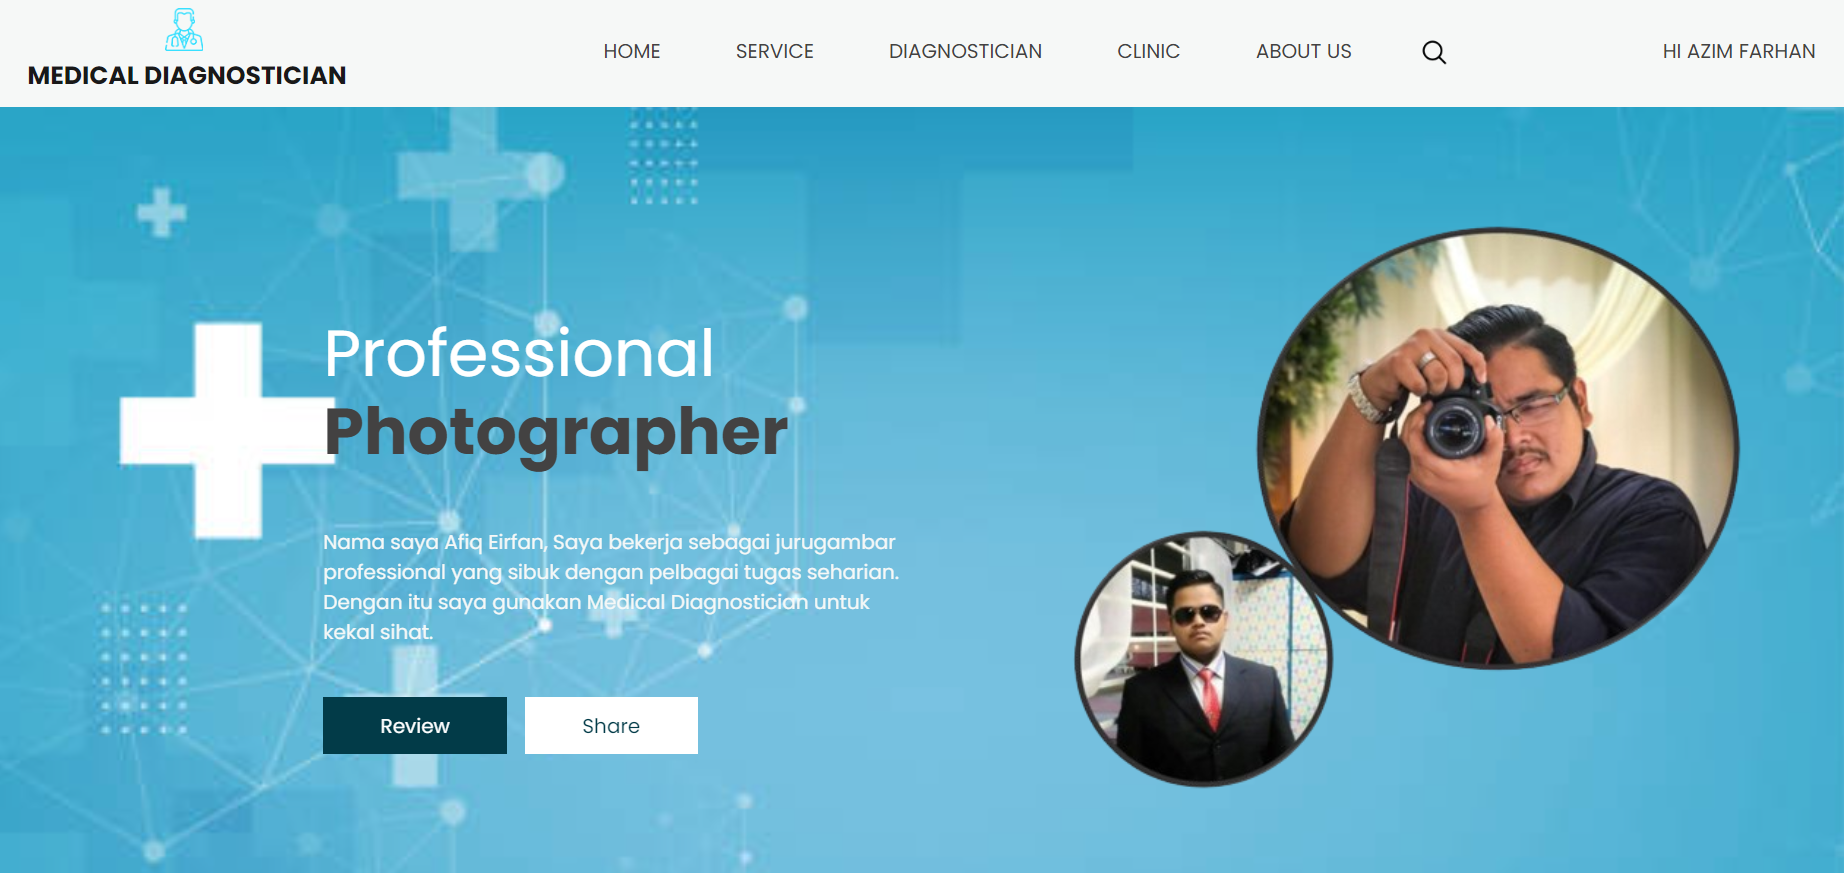 MEDICAL DIAGNOSTICIAN
HOME
SERVICE
DIAGNOSTICIAN
CLINIC
ABOUT US
HI AZIM FARHAN
Professional
Photographer
Nama saya Afiq Eirfan, Saya bekerja sebagai jurugambar
professional yang sibuk dengan pelbagai tugas seharian.
Dengan itu saya gunakan Medical Diagnostician untuk
kekal sihat.
Review
Share